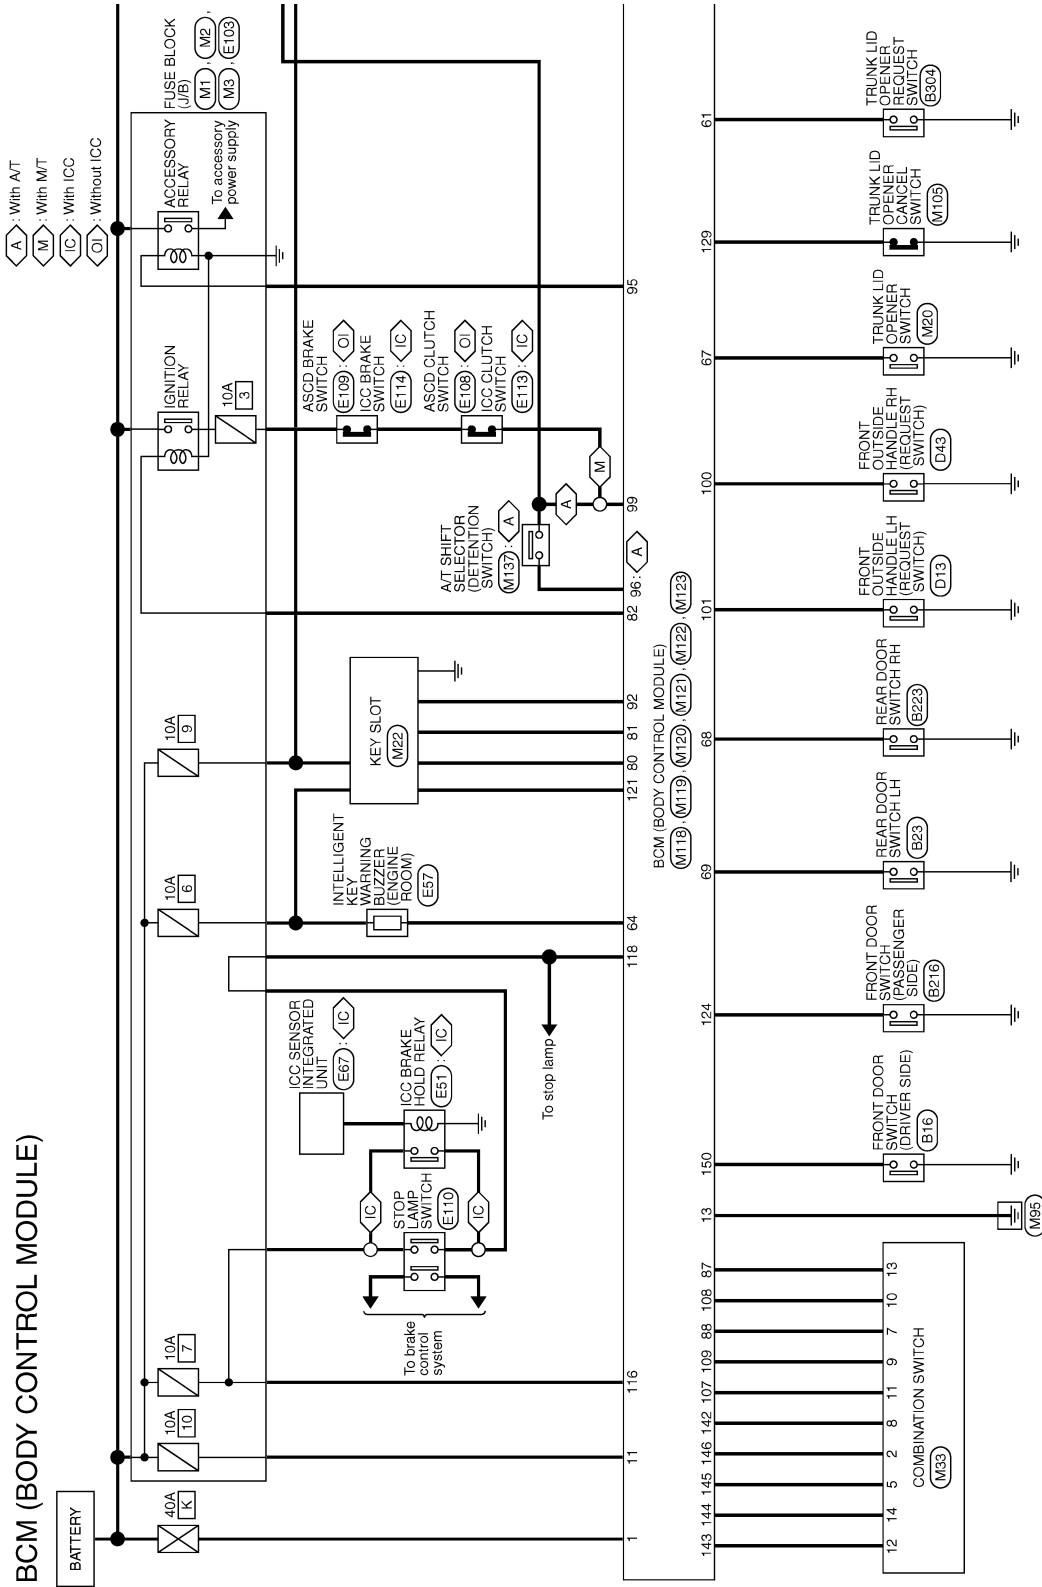 BCM (BODY CONTROL MODULE)
A : With A/T
M : With M/T
IC : With ICC
OI : Without ICC
BATTERY
40A
K
10A
10
10A
7
10A
6
10A
9
IGNITION
RELAY
10A
3
ACCESSORY
RELAY
To accessory
power supply
FUSE BLOCK
(J/B)
M1 , M2 ,
M3 , E103
To brake
control
system
STOP
LAMP
SWITCH
E110
IC
IC
ICC SENSOR
INTEGRATED
UNIT
E67 : IC
ICC BRAKE
HOLD RELAY
E51 : IC
To stop lamp
INTELLIGENT
KEY
WARNING
BUZZER
(ENGINE
ROOM)
E57
KEY SLOT
M22
A/T SHIFT
SELECTOR
(DETENTION
SWITCH)
M137 : A
ASCD BRAKE
SWITCH
E109 : OI
ICC BRAKE
SWITCH
E114 : IC
ASCD CLUTCH
SWITCH
E108 : OI
ICC CLUTCH
SWITCH
E113 : IC
A
M
1
11
116
118
64
121
80
81
92
82
96 : A
99
95
BCM (BODY CONTROL MODULE)
M118 , M119 , M120 , M121 , M122 , M123
143
144
145
146
142
107
109
88
108
87
13
150
124
69
68
101
100
67
129
61
12
14
5
2
8
11
9
7
10
13
COMBINATION SWITCH
M33
M95
FRONT DOOR
SWITCH
(DRIVER SIDE)
B16
FRONT DOOR
SWITCH
(PASSENGER
SIDE)
B216
REAR DOOR
SWITCH LH
B23
REAR DOOR
SWITCH RH
B223
FRONT
OUTSIDE
HANDLE LH
(REQUEST
SWITCH)
D13
FRONT
OUTSIDE
HANDLE RH
(REQUEST
SWITCH)
D43
TRUNK LID
OPENER
SWITCH
M20
TRUNK LID
OPENER
CANCEL
SWITCH
M105
TRUNK LID
OPENER
REQUEST
SWITCH
B304